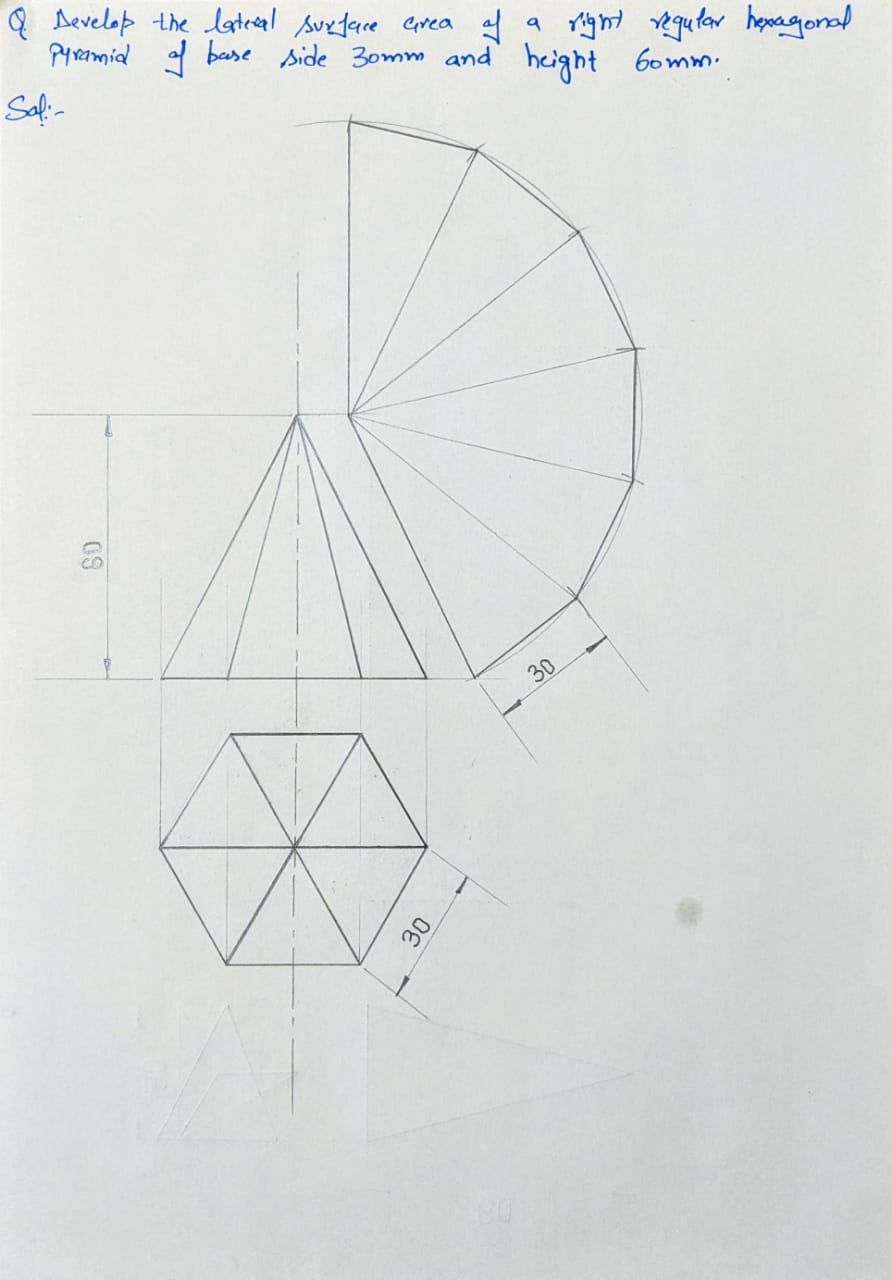 Q. Develop the lateral surface area of a right regular hexagonal
Pyramid of base side 30mm and height 60mm.
Sol:-
60
30
30